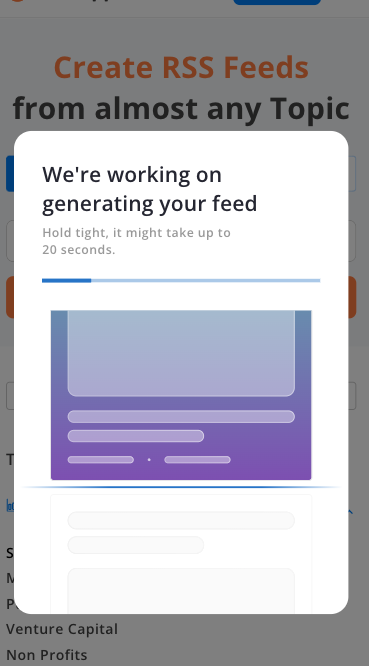 Create RSS Feeds
from almost any Topic
We're working on
generating your feed
Hold tight, it might take up to
20 seconds.
Venture Capital
Non Profits